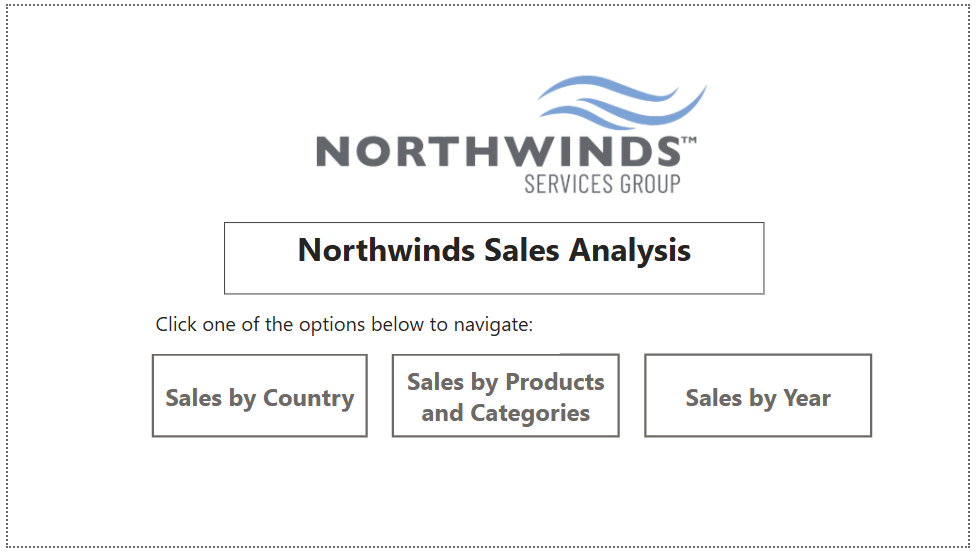 NORTHWINDS™
SERVICES GROUP
Northwinds Sales Analysis
Click one of the options below to navigate:
Sales by Country
Sales by Products
and Categories
Sales by Year